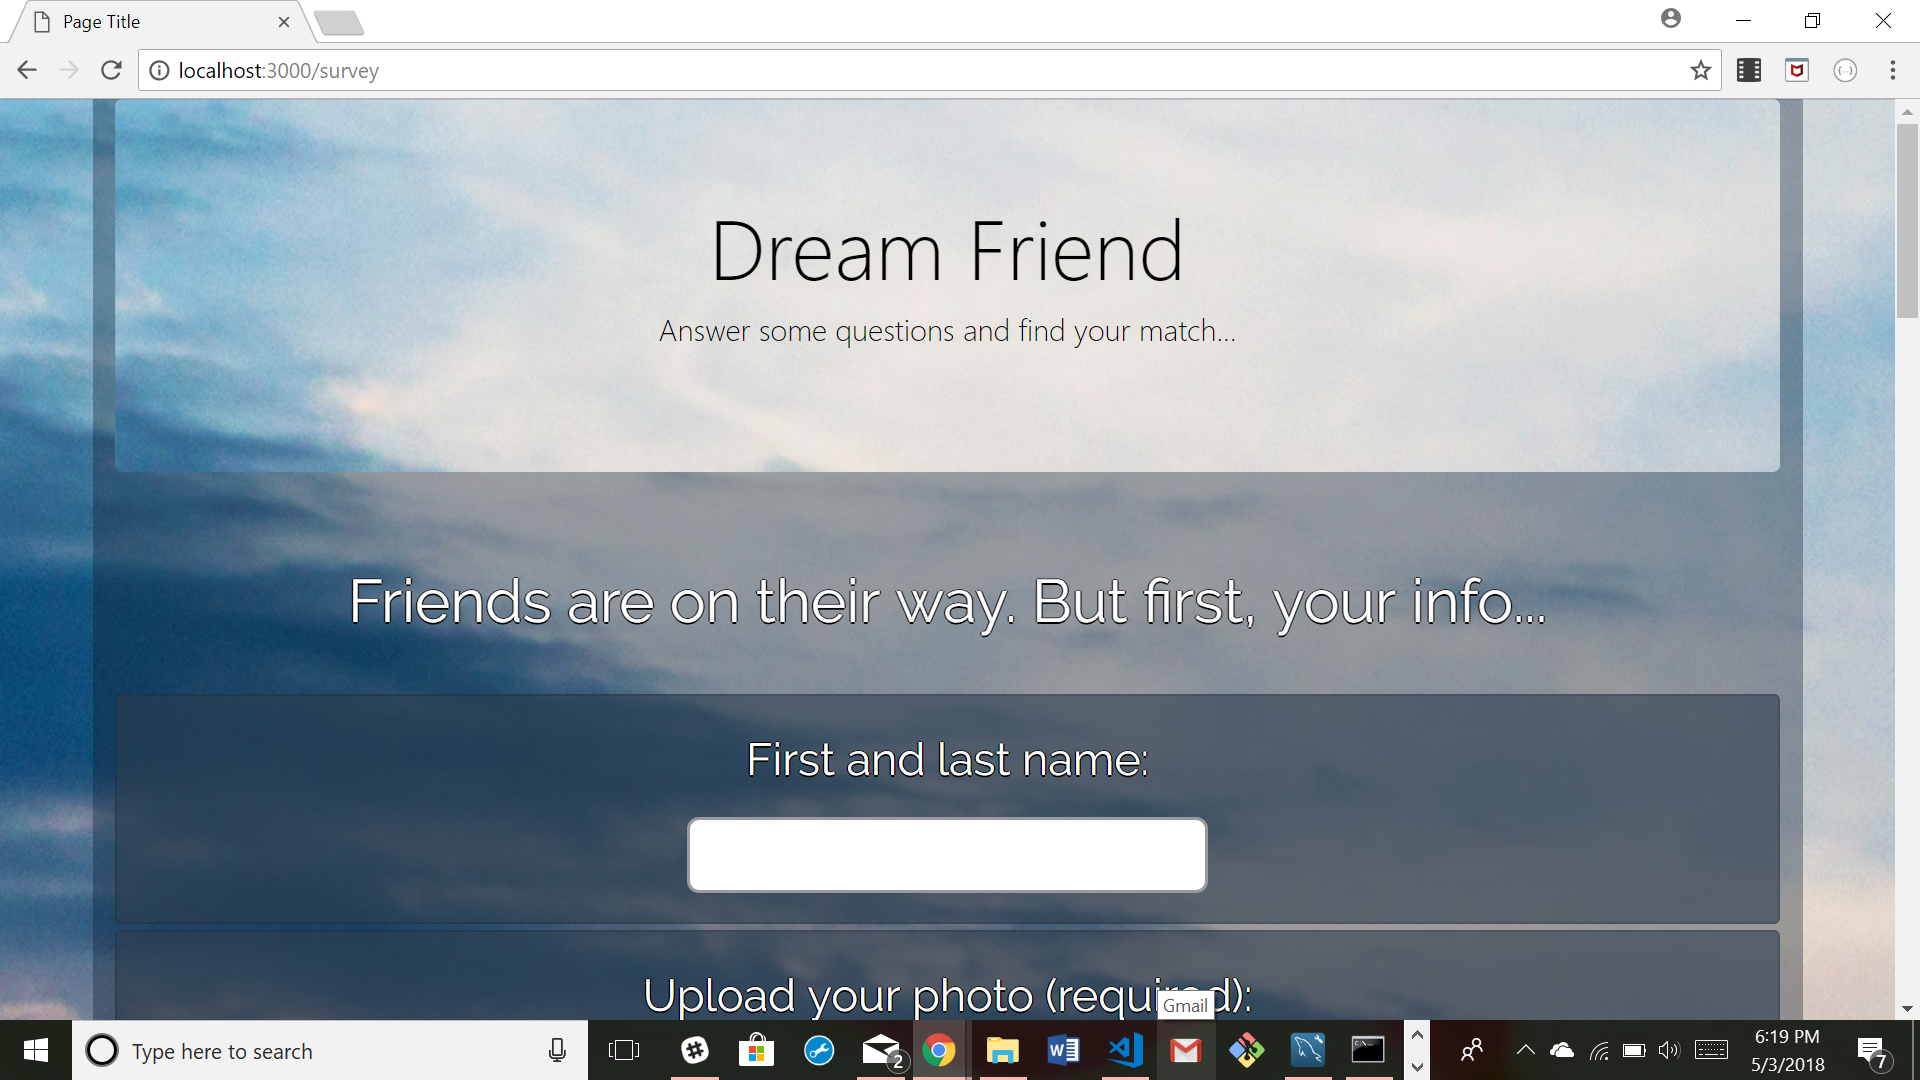 Page Title
localhost:3000/survey
Dream Friend
Answer some questions and find your match...
Friends are on their way. But first, your info...
First and last name:
Upload your photo (required):
Gmail
Type here to search
2
6:19 PM
5/3/2018
7